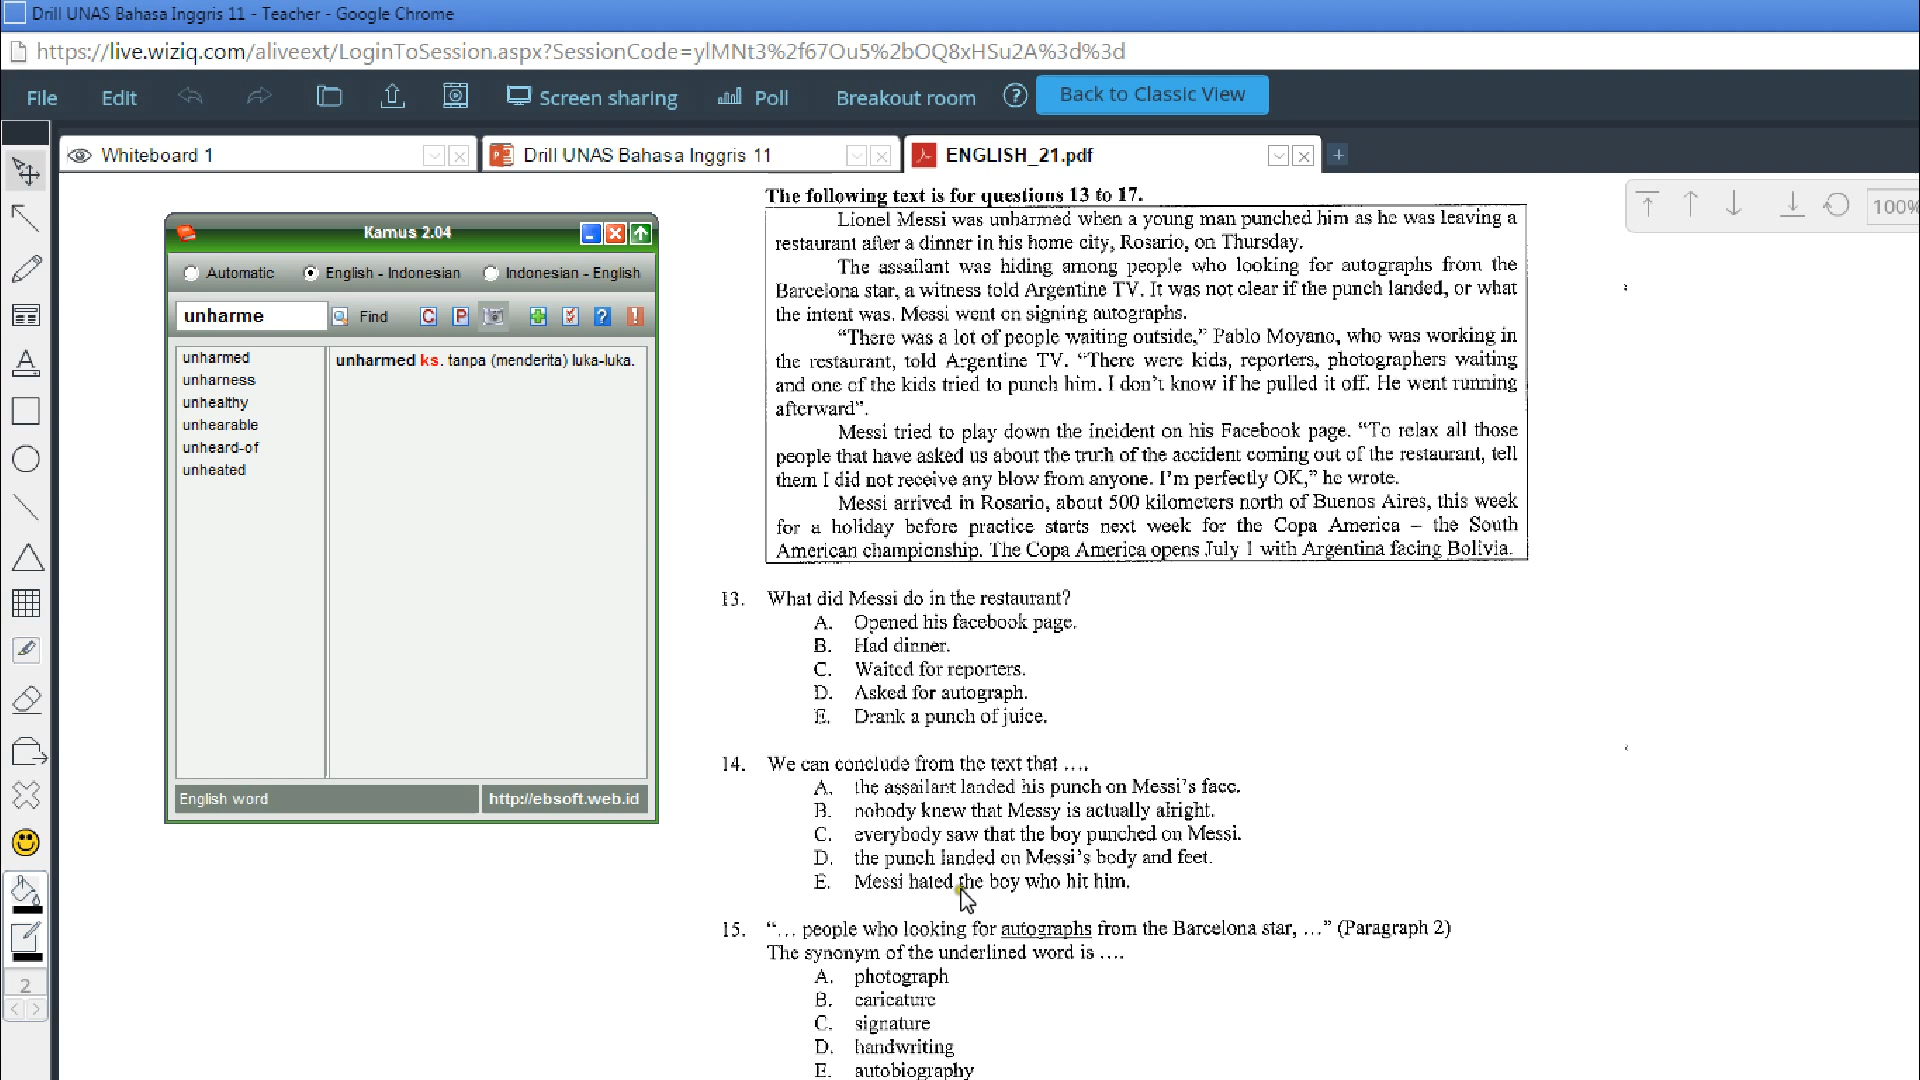 Drill UNAS Bahasa Inggris 11 - Teacher - Google Chrome
https://live.wiziq.com/aliveext/LoginToSession.aspx?SessionCode=ylMNt3%2f67Ou5%2bOQ8xHSu2A%3d%3d
File Edit Screen sharing Poll Breakout room ? Back to Classic View
Whiteboard 1 Drill UNAS Bahasa Inggris 11 ENGLISH_21.pdf +
100%
Kamus 2.04
Automatic English - Indonesian Indonesian - English
unharme Find C P ? !
unharmed
unharness
unhealthy
unhearable
unheard-of
unheated
unharmed ks. tanpa (menderita) luka-luka.
English word http://ebsoft.web.id
2
The following text is for questions 13 to 17.
Lionel Messi was unharmed when a young man punched him as he was leaving a
restaurant after a dinner in his home city, Rosario, on Thursday.
The assailant was hiding among people who looking for autographs from the
Barcelona star, a witness told Argentine TV. It was not clear if the punch landed, or what
the intent was. Messi went on signing autographs.
“There was a lot of people waiting outside,” Pablo Moyano, who was working in
the restaurant, told Argentine TV. “There were kids, reporters, photographers waiting
and one of the kids tried to punch him. I don’t know if he pulled it off. He went running
afterward”.
Messi tried to play down the incident on his Facebook page. “To relax all those
people that have asked us about the truth of the accident coming out of the restaurant, tell
them I did not receive any blow from anyone. I’m perfectly OK,” he wrote.
Messi arrived in Rosario, about 500 kilometers north of Buenos Aires, this week
for a holiday before practice starts next week for the Copa America – the South
American championship. The Copa America opens July 1 with Argentina facing Bolivia.
13. What did Messi do in the restaurant?
A. Opened his facebook page.
B. Had dinner.
C. Waited for reporters.
D. Asked for autograph.
E. Drank a punch of juice.
14. We can conclude from the text that ....
A. the assailant landed his punch on Messi’s face.
B. nobody knew that Messy is actually alright.
C. everybody saw that the boy punched on Messi.
D. the punch landed on Messi’s body and feet.
E. Messi hated the boy who hit him.
15. “... people who looking for autographs from the Barcelona star, ...” (Paragraph 2)
The synonym of the underlined word is ....
A. photograph
B. caricature
C. signature
D. handwriting
E. autobiography